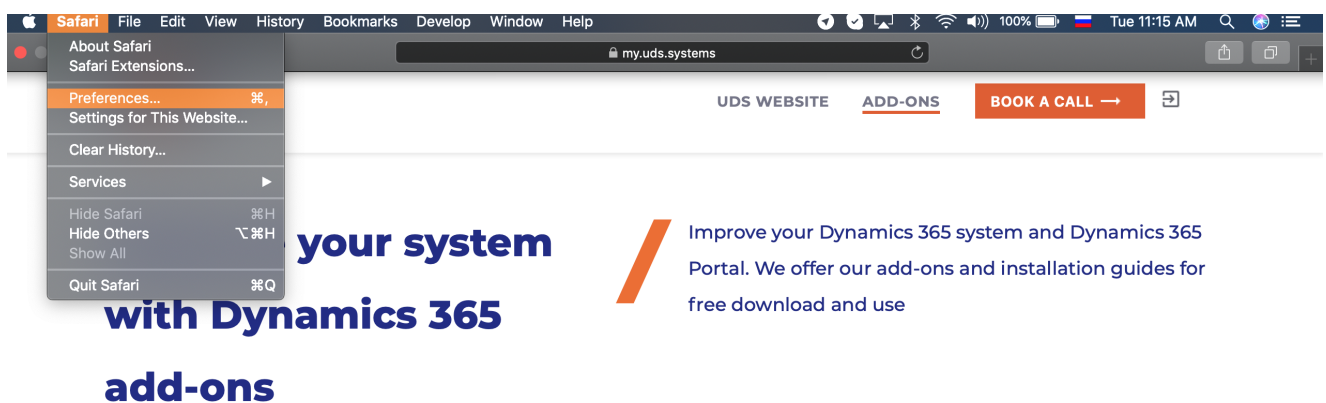 Safari File Edit View History Bookmarks Develop Window Help 100% Tue 11:15 AM
my.uds.systems
About Safari
Safari Extensions...
Preferences... ⌘,
Settings for This Website...
Clear History...
Services ▶
Hide Safari ⌘H
Hide Others ⌥⌘H
Show All
Quit Safari ⌘Q
UDS WEBSITE ADD-ONS BOOK A CALL →
your system
with Dynamics 365
add-ons
Improve your Dynamics 365 system and Dynamics 365
Portal. We offer our add-ons and installation guides for
free download and use